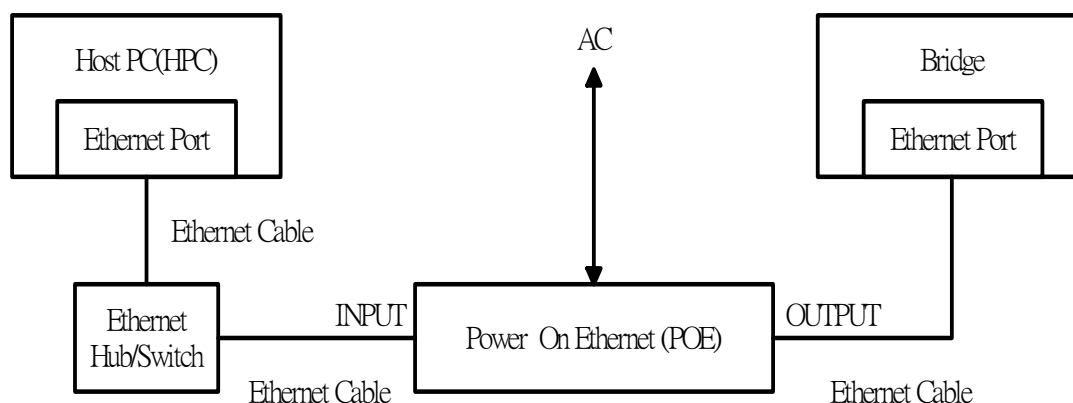 Host PC(HPC)
Ethernet Port
AC
Bridge
Ethernet Port
Ethernet Cable
Ethernet
Hub/Switch
INPUT
Power On Ethernet (POE)
OUTPUT
Ethernet Cable
Ethernet Cable